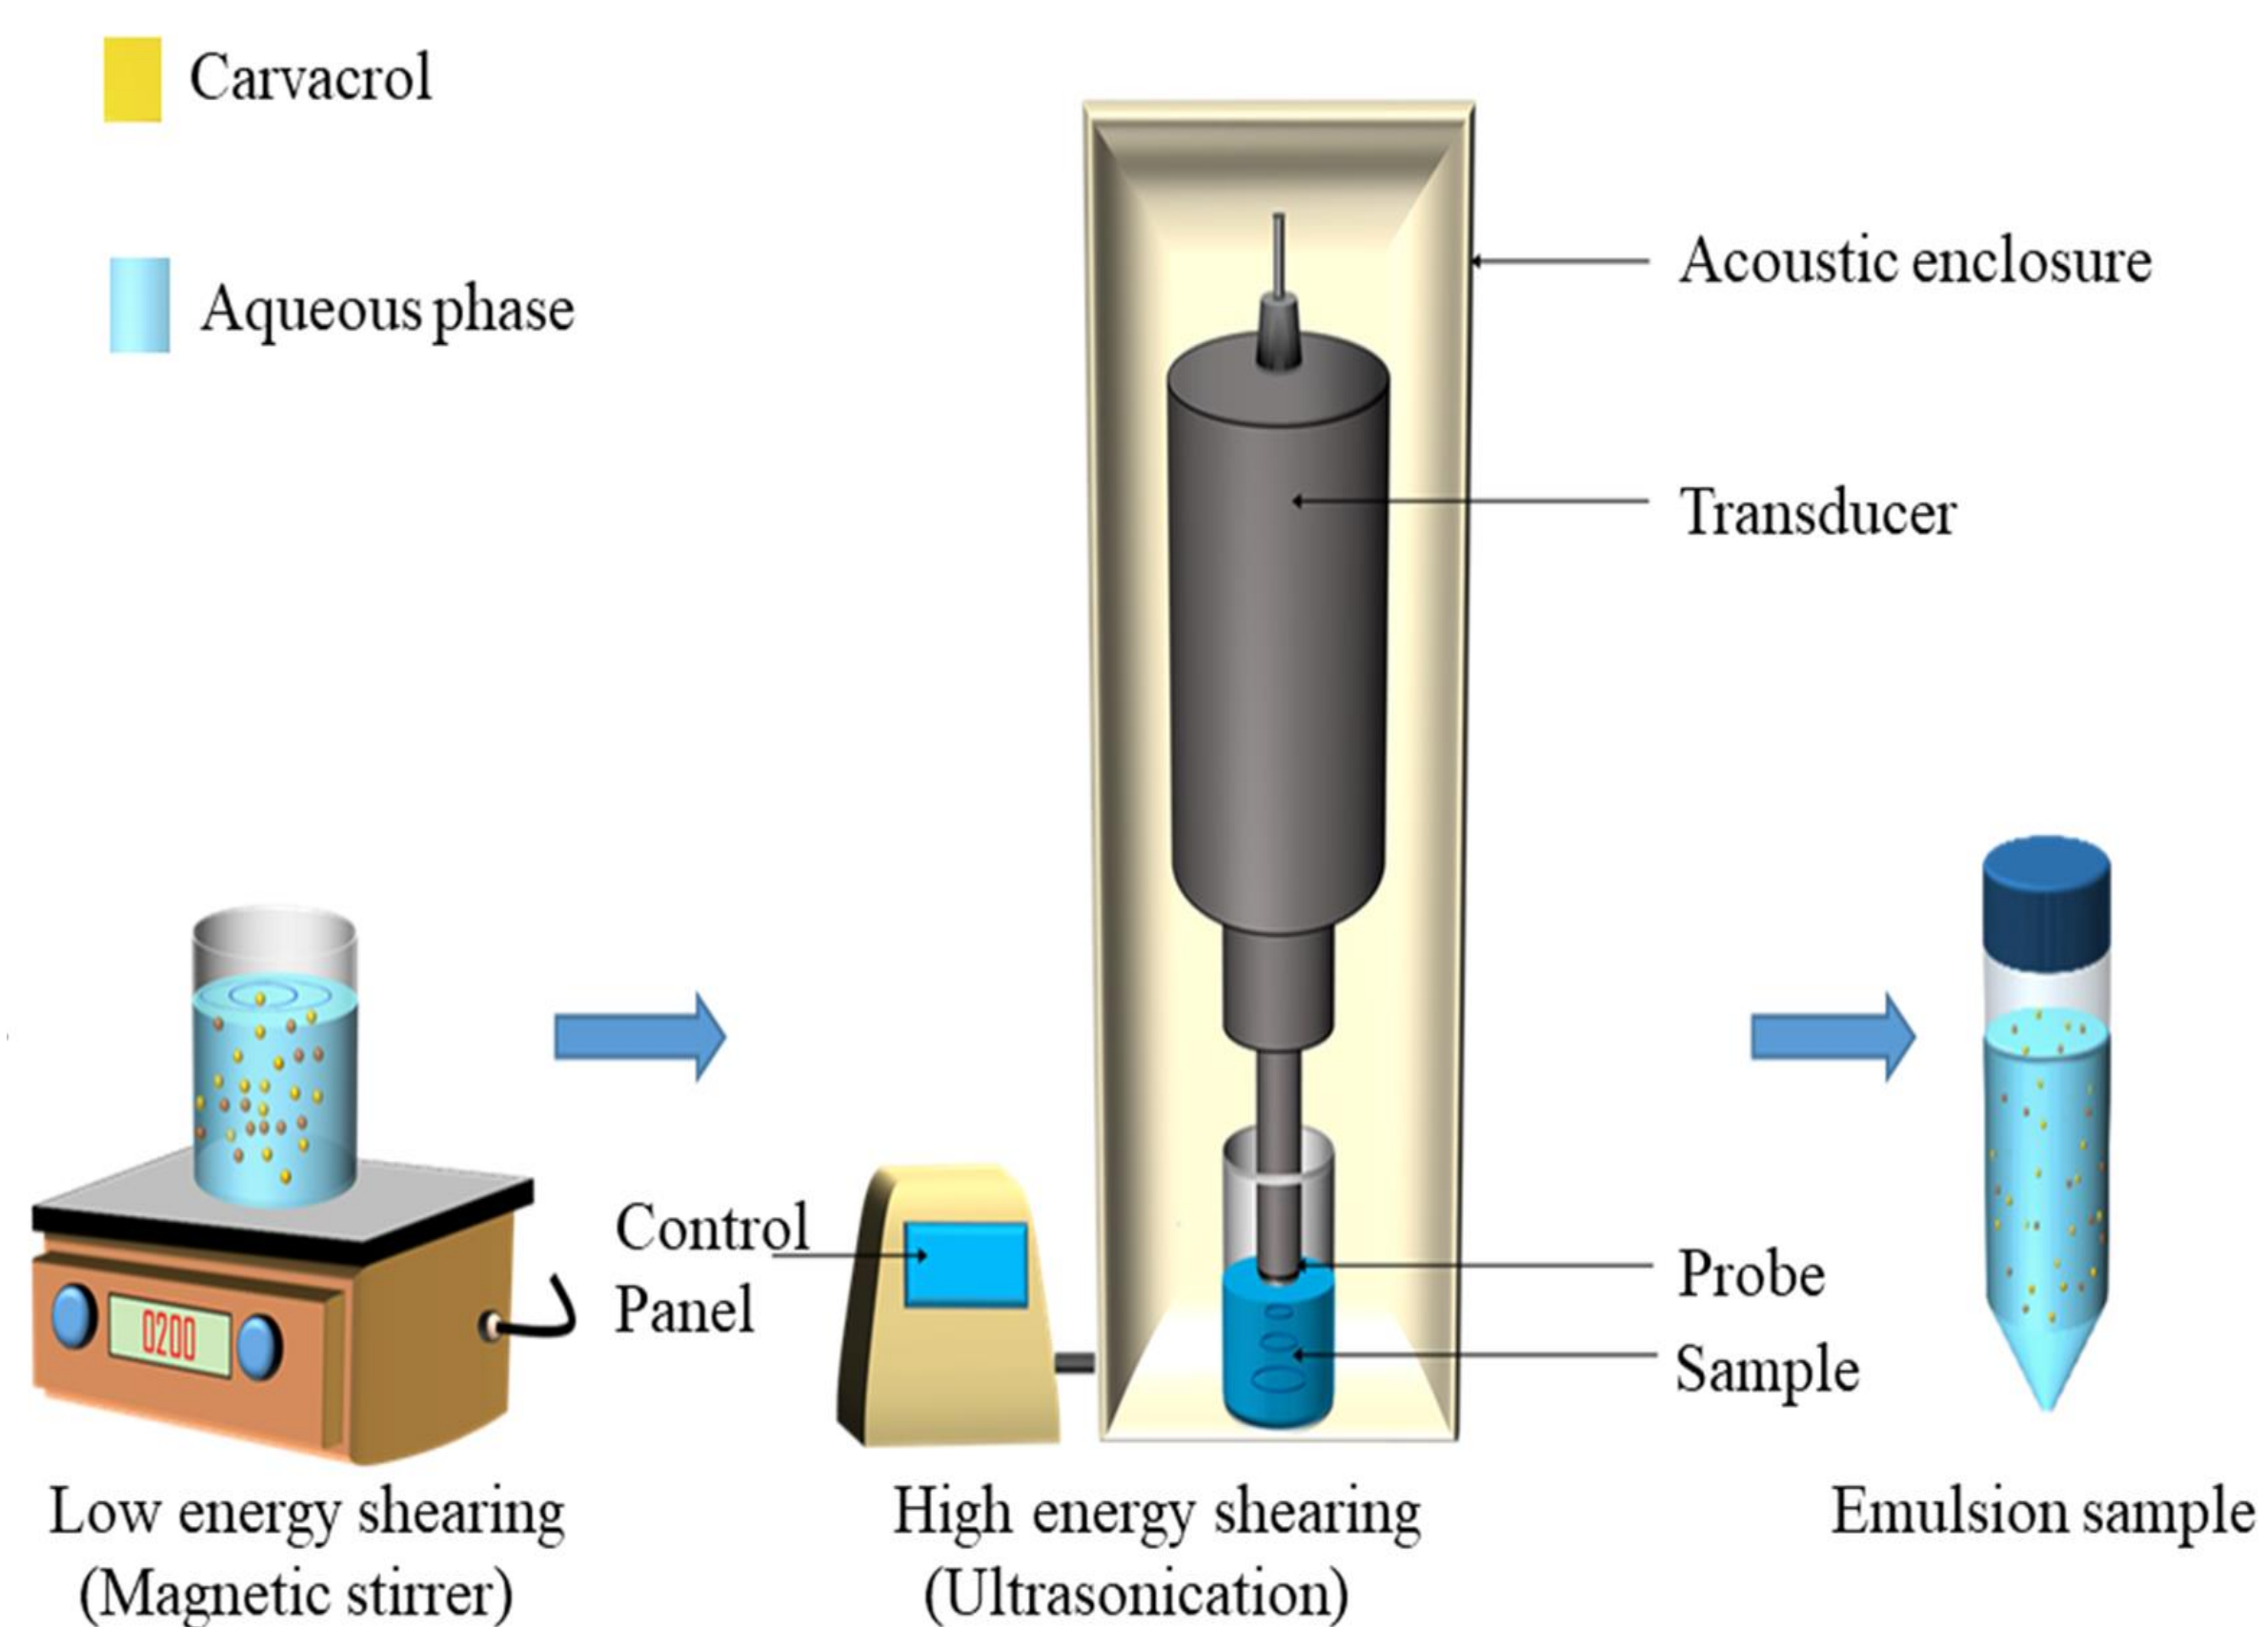 Carvacrol
Aqueous phase
Acoustic enclosure
Transducer
Control
Panel
0200
Probe
Sample
Low energy shearing
(Magnetic stirrer)
High energy shearing
(Ultrasonication)
Emulsion sample